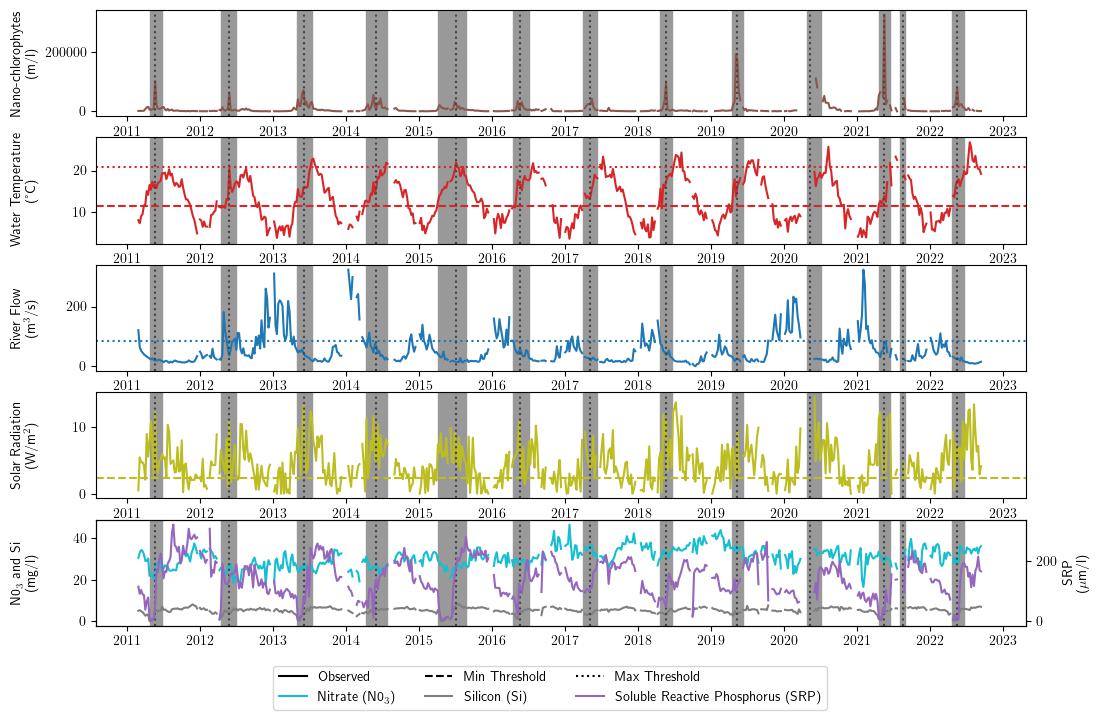 Nano-chlorophytes
(m/l)
200000
0
2011 2012 2013 2014 2015 2016 2017 2018 2019 2020 2021 2022 2023
Water Temperature
(°C)
20
10
2011 2012 2013 2014 2015 2016 2017 2018 2019 2020 2021 2022 2023
River Flow
(m³/s)
200
0
2011 2012 2013 2014 2015 2016 2017 2018 2019 2020 2021 2022 2023
Solar Radiation
(W/m²)
10
0
2011 2012 2013 2014 2015 2016 2017 2018 2019 2020 2021 2022 2023
N0₃ and Si
(mg/l)
40
20
0
200
0
SRP
(μm/l)
2011 2012 2013 2014 2015 2016 2017 2018 2019 2020 2021 2022 2023
Observed Min Threshold Max Threshold
Nitrate (N0₃) Silicon (Si) Soluble Reactive Phosphorus (SRP)